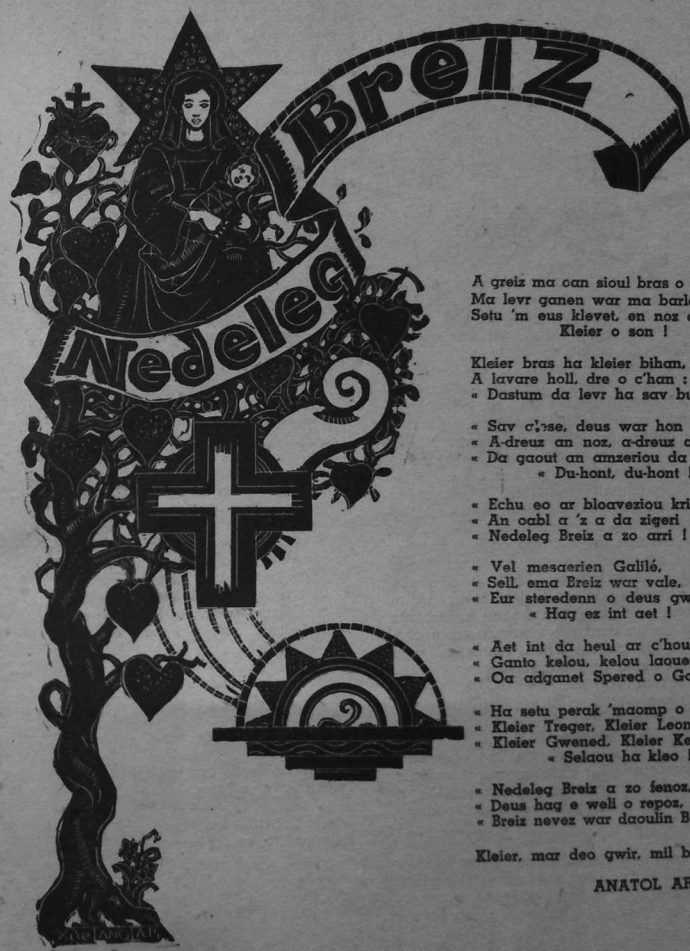 Breiz
Nedeleg
A greiz ma oan sioul bras o
Ma levr ganen war ma barl
Setu 'm eus klevet, en noz
Kleier o son !
Kleier bras ha kleier bihan,
A lavare holl, dre o c'ham :
« Dastum da levr ha sav
« Sav deus war hon
« A-dreuz an noz, a-dreuz
« Da gaout an amzeriou da
« Du-hont, du-hont
« Echu eo ar bloaveziou kri
« An oabl a 'z a da zigeri
« Nedeleg Breiz a zo arri !
« Vel mesaerien Galilé,
« Sell, ema Breiz war vale,
« Eur steredenn o deus gw
« Hag ez int aet !
« Aet int da heul ar c'hou
« Ganto kelou, kelou laoue
« Oa adganet Spered o
« Ha setu perak 'maomp o
« Kleier Treger, Kleier Leon
« Kleier Gwened, Kleier Ke
« Selaou ha kleo
« Nedeleg Breiz a zo fenoz,
« Deus hag e weli o repoz,
« Breiz nevez war daoulin B
Kleier, mar deo gwir, mil b
ANATOL AR